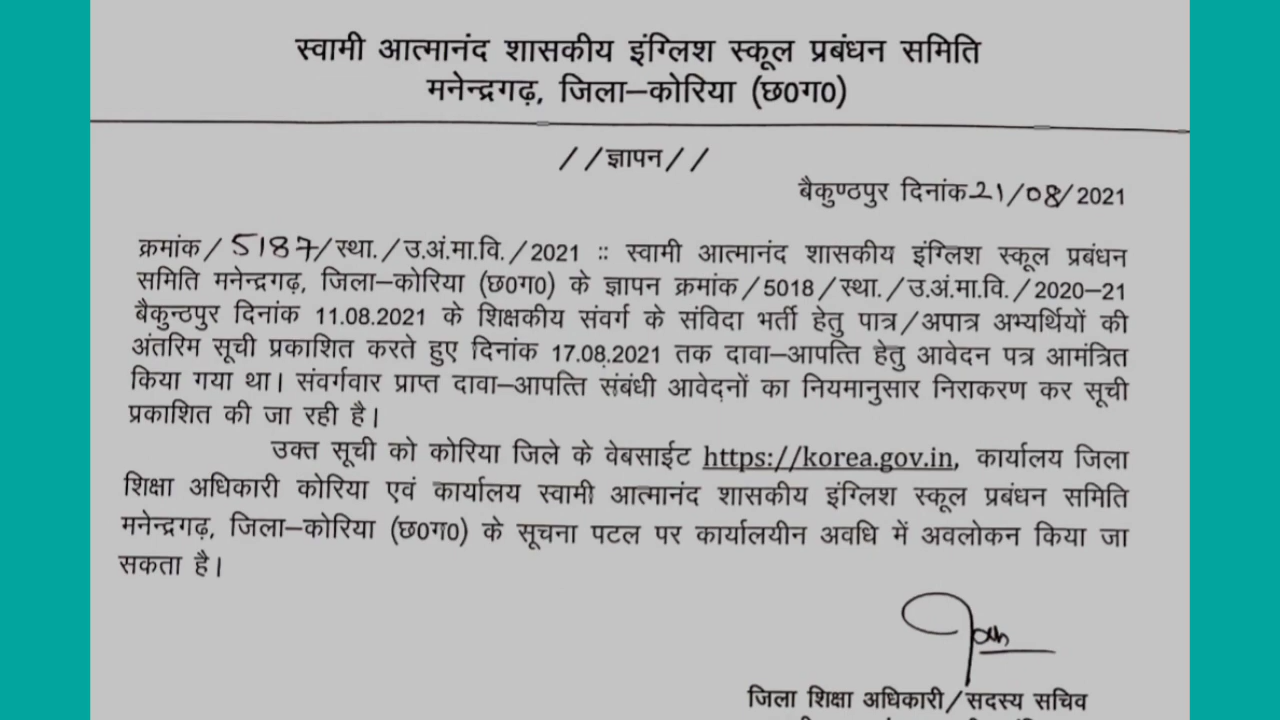 स्वामी आत्मानंद शासकीय इंग्लिश स्कूल प्रबंधन समिति
मनेन्द्रगढ़, जिला–कोरिया (छ0ग0)
//ज्ञापन//
बैकुण्ठपुर दिनांक 21/08/2021
क्रमांक/5187/स्था./उ.अं.मा.वि./2021 :: स्वामी आत्मानंद शासकीय इंग्लिश स्कूल प्रबंधन
समिति मनेन्द्रगढ़, जिला–कोरिया (छ0ग0) के ज्ञापन क्रमांक/5018/स्था./उ.अं.मा.वि./2020–21
बैकुन्ठपुर दिनांक 11.08.2021 के शिक्षकीय संवर्ग के संविदा भर्ती हेतु पात्र/अपात्र अभ्यर्थियों की
अंतरिम सूची प्रकाशित करते हुए दिनांक 17.08.2021 तक दावा–आपत्ति हेतु आवेदन पत्र आमंत्रित
किया गया था। संवर्गवार प्राप्त दावा–आपत्ति संबंधी आवेदनों का नियमानुसार निराकरण कर सूची
प्रकाशित की जा रही है।
उक्त सूची को कोरिया जिले के वेबसाईट https://korea.gov.in, कार्यालय जिला
शिक्षा अधिकारी कोरिया एवं कार्यालय स्वामी आत्मानंद शासकीय इंग्लिश स्कूल प्रबंधन समिति
मनेन्द्रगढ़, जिला–कोरिया (छ0ग0) के सूचना पटल पर कार्यालयीन अवधि में अवलोकन किया जा
सकता है।
जिला शिक्षा अधिकारी/सदस्य सचिव